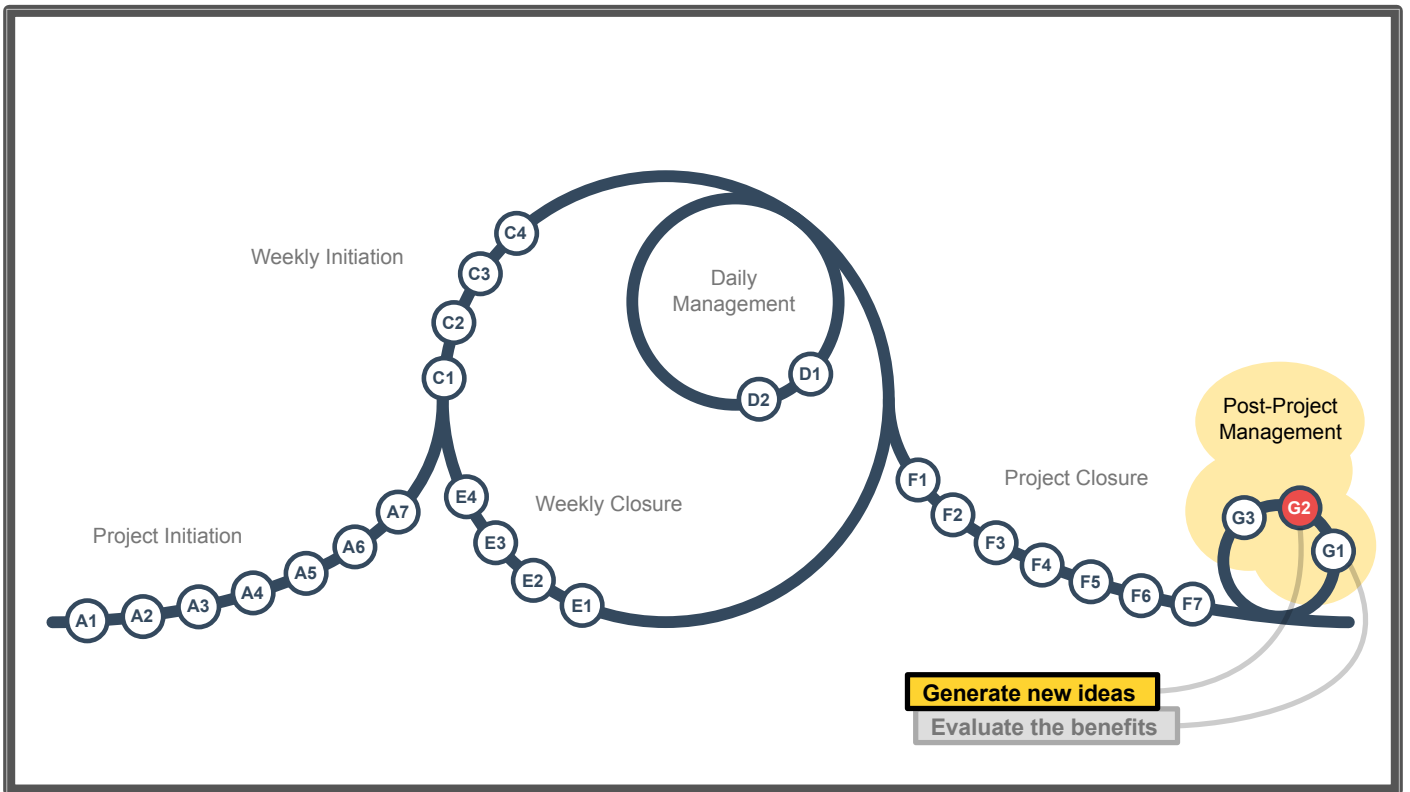 Weekly Initiation
C4
C3
C2
C1
Daily
Management
D1
D2
Post-Project
Management
Project Initiation
A1
A2
A3
A4
A5
A6
A7
Weekly Closure
E4
E3
E2
E1
Project Closure
F1
F2
F3
F4
F5
F6
F7
G3
G2
G1
Generate new ideas
Evaluate the benefits